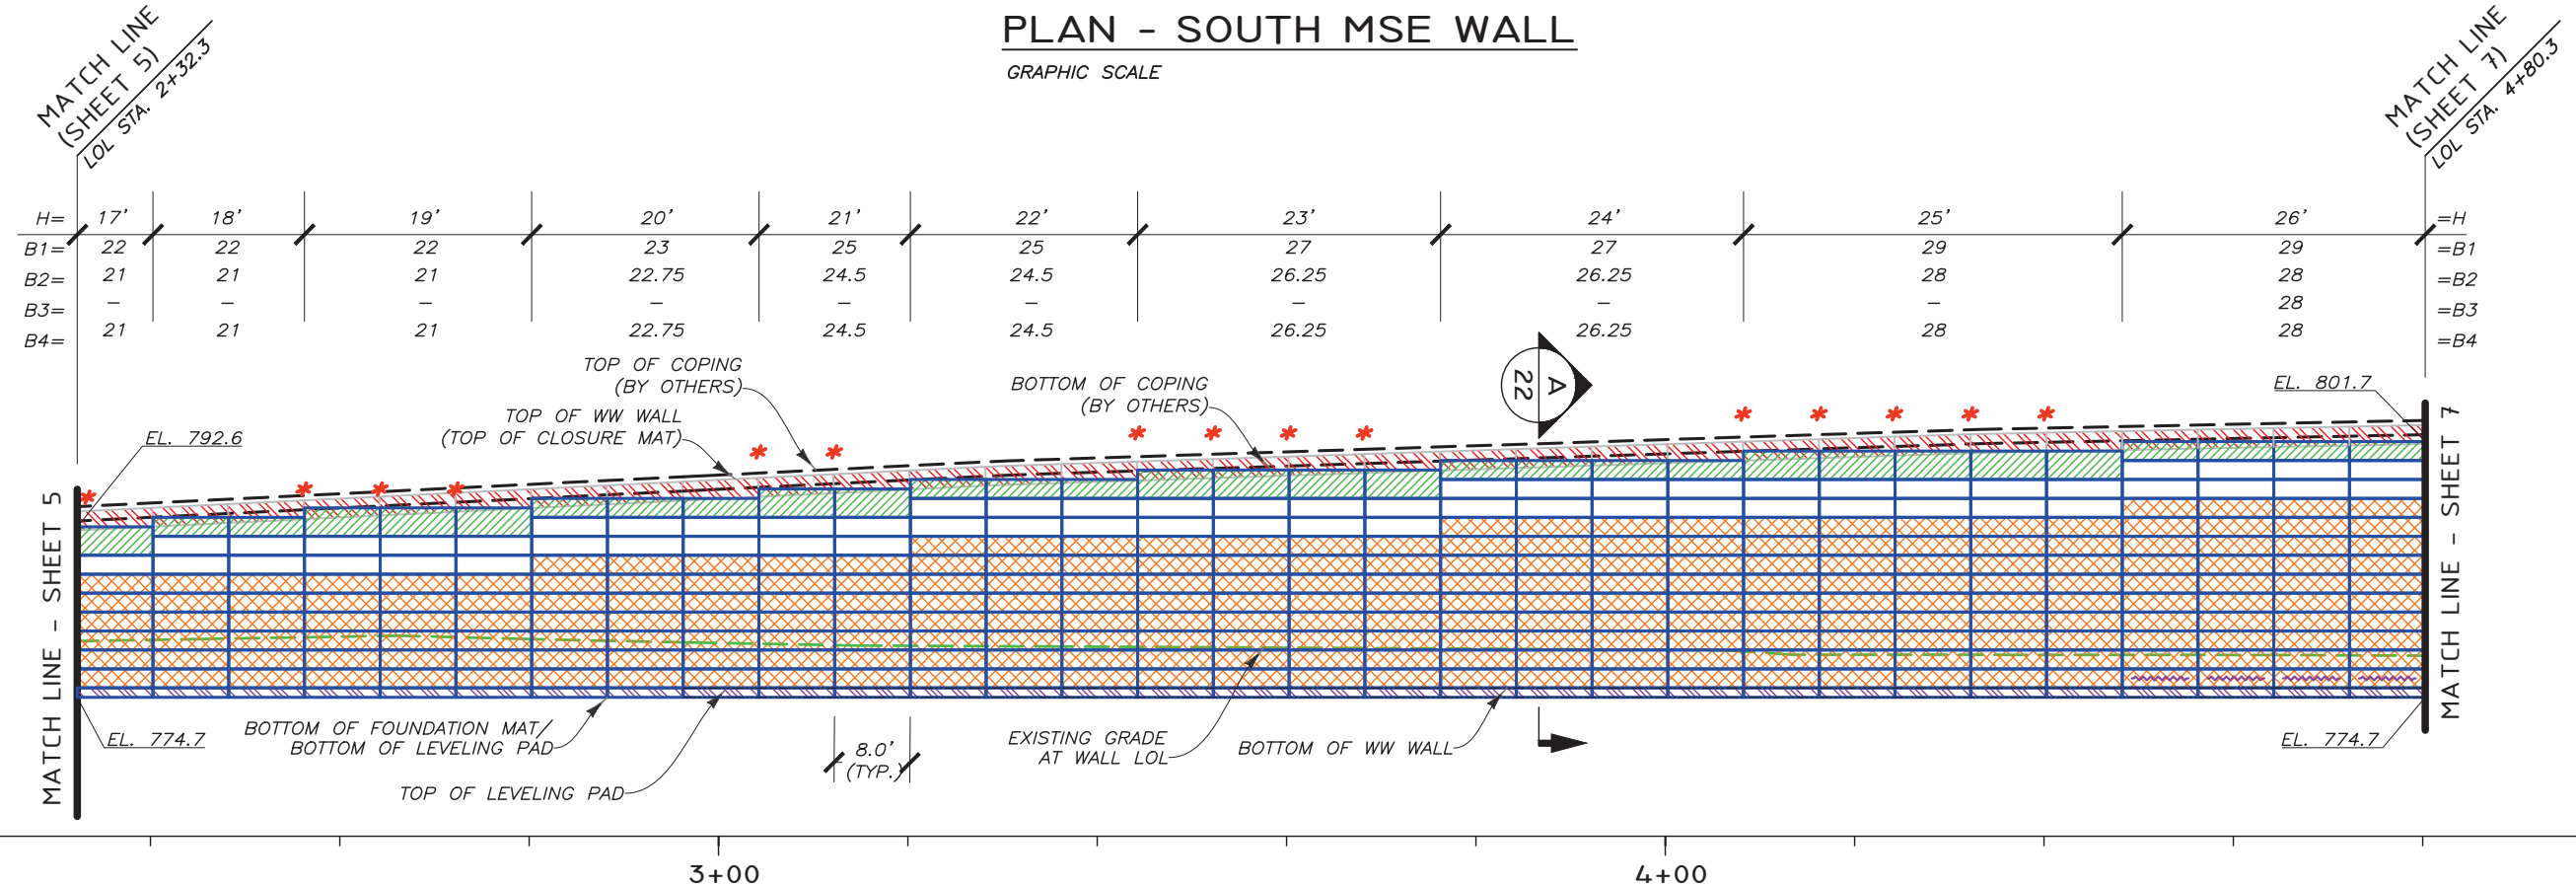 PLAN - SOUTH MSE WALL
GRAPHIC SCALE
MATCH LINE
(SHEET 5)
LOL STA. 2+32.3
MATCH LINE
(SHEET 7)
LOL STA. 4+80.3
H= 17' 18' 19' 20' 21' 22' 23' 24' 25' 26' =H
B1= 22 22 22 23 25 25 27 27 29 29 =B1
B2= 21 21 21 22.75 24.5 24.5 26.25 26.25 28 28 =B2
B3= - - - - - - - - - 28 =B3
B4= 21 21 21 22.75 24.5 24.5 26.25 26.25 28 28 =B4
TOP OF COPING
(BY OTHERS)
TOP OF WW WALL
(TOP OF CLOSURE MAT)
BOTTOM OF COPING
(BY OTHERS)
A
22
EL. 801.7
EL. 792.6
* * * * * * * * * * * * * * *
MATCH LINE - SHEET 5
MATCH LINE - SHEET 7
EL. 774.7
BOTTOM OF FOUNDATION MAT/
BOTTOM OF LEVELING PAD
TOP OF LEVELING PAD
8.0'
(TYP.)
EXISTING GRADE
AT WALL LOL
BOTTOM OF WW WALL
EL. 774.7
3+00
4+00